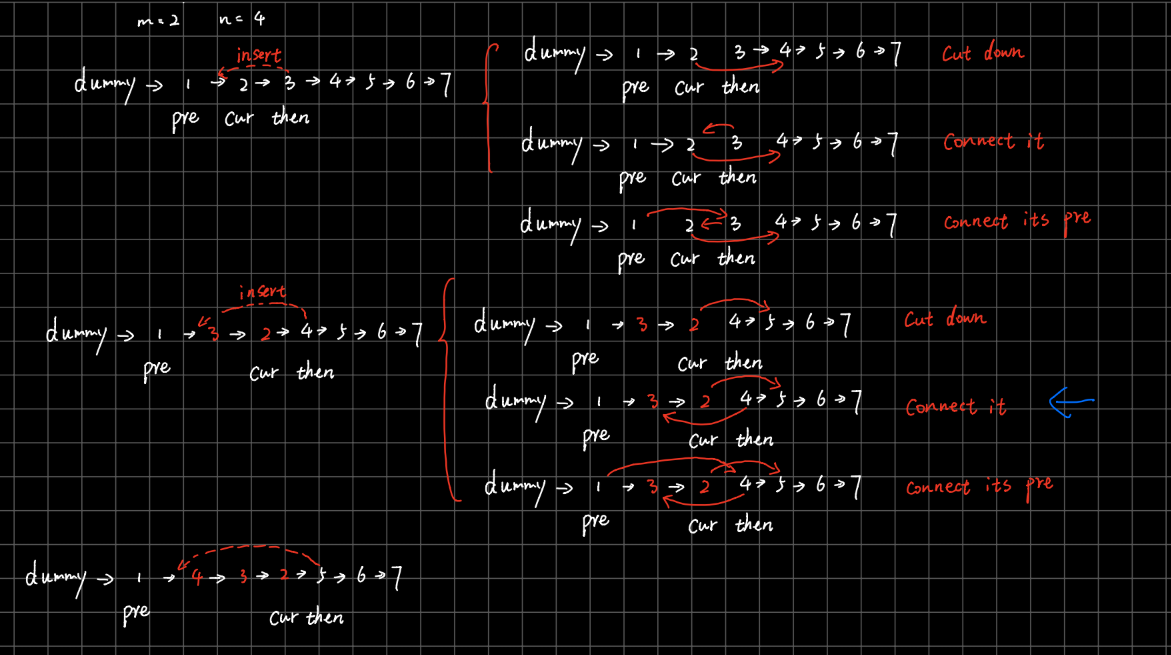 m = 2 n = 4
insert
dummy → 1 → 2 → 3 → 4 → 5 → 6 → 7
pre cur then
dummy → 1 → 2 3 → 4 → 5 → 6 → 7 Cut down
pre cur then
dummy → 1 → 2 3 4 → 5 → 6 → 7 Connect it
pre cur then
dummy → 1 2 3 4 → 5 → 6 → 7 Connect its pre
pre cur then
insert
dummy → 1 → 3 → 2 → 4 → 5 → 6 → 7
pre cur then
dummy → 1 → 3 → 2 4 → 5 → 6 → 7 Cut down
pre cur then
dummy → 1 → 3 → 2 4 → 5 → 6 → 7 Connect it
pre cur then
dummy → 1 → 3 → 2 4 → 5 → 6 → 7 Connect its pre
pre cur then
dummy → 1 → 4 → 3 → 2 → 5 → 6 → 7
pre cur then